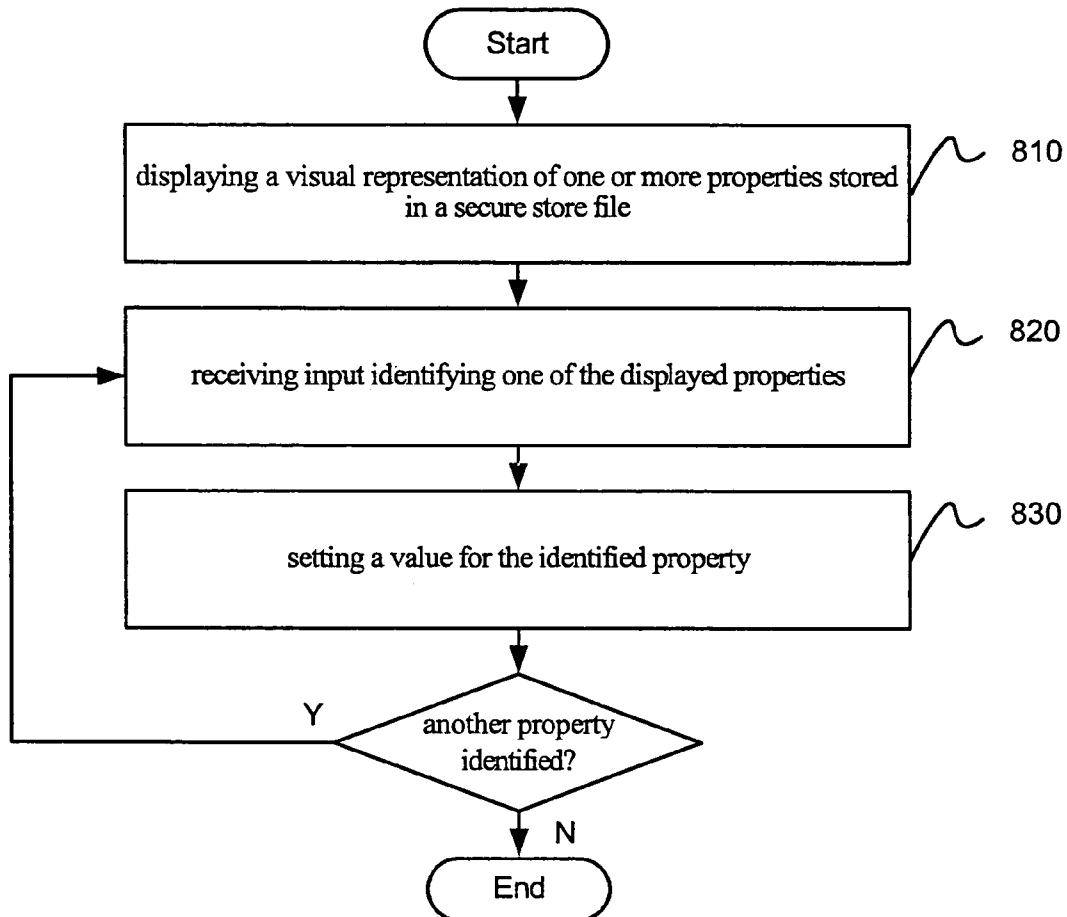 Start
displaying a visual representation of one or more properties stored
in a secure store file
810
receiving input identifying one of the displayed properties
820
setting a value for the identified property
830
Y
another property
identified?
N
End